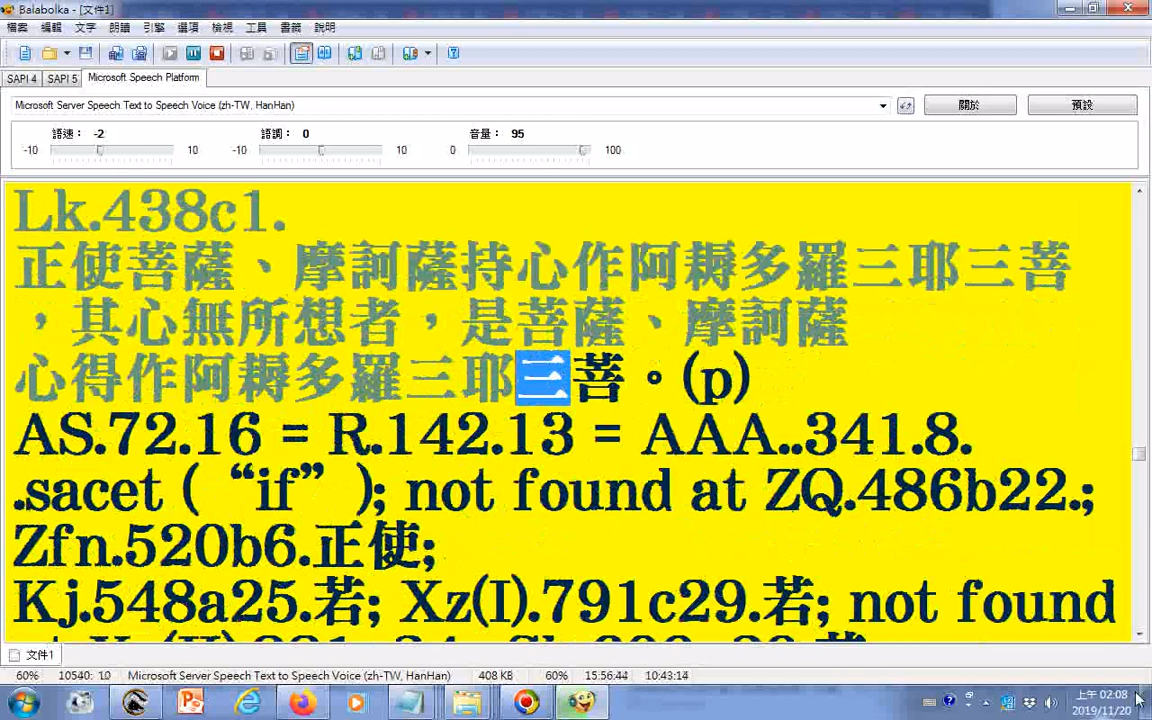 Balabolka - [文件1]
檔案 編輯 文字 朗讀 引擎 選項 檢視 工具 書籤 說明
SAPI 4 SAPI 5 Microsoft Speech Platform
Microsoft Server Speech Text to Speech Voice (zh-TW, HanHan) 關於 預設
語速： -2 語調： 0 音量： 95
-10 10 -10 10 0 100
Lk.438c1.
正使菩薩、摩訶薩持心作阿耨多羅三耶三菩
，其心無所想者，是菩薩、摩訶薩
心得作阿耨多羅三耶三菩。(p)
AS.72.16 = R.142.13 = AAA..341.8.
.sacet (“if”); not found at ZQ.486b22.;
Zfn.520b6.正使;
Kj.548a25.若; Xz(I).791c29.若; not found
文件1
60% 10540: 10 Microsoft Server Speech Text to Speech Voice (zh-TW, HanHan) 408 KB 60% 15:56:44 10:43:14
上午 02:08
2019/11/20